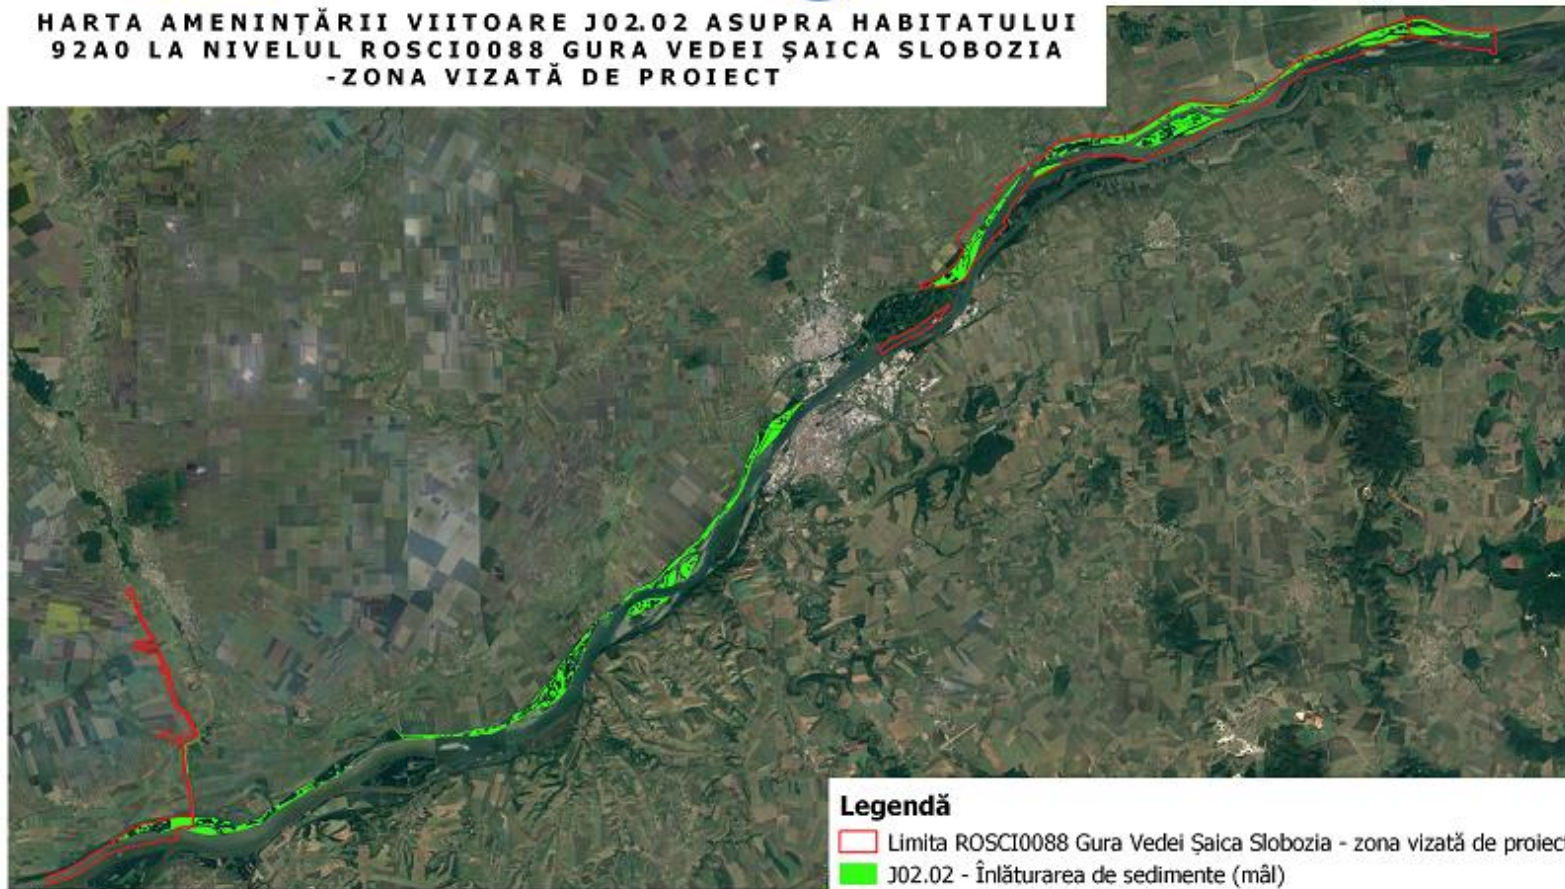 HARTA AMENINȚĂRII VIITOARE J02.02 ASUPRA HABITATULUI
92A0 LA NIVELUL ROSCI0088 GURA VEDEI ȘAICA SLOBOZIA
-ZONA VIZATĂ DE PROIECT
Legendă
Limita ROSCI0088 Gura Vedei Șaica Slobozia - zona vizată de proiect
J02.02 - Înlăturarea de sedimente (mâl)